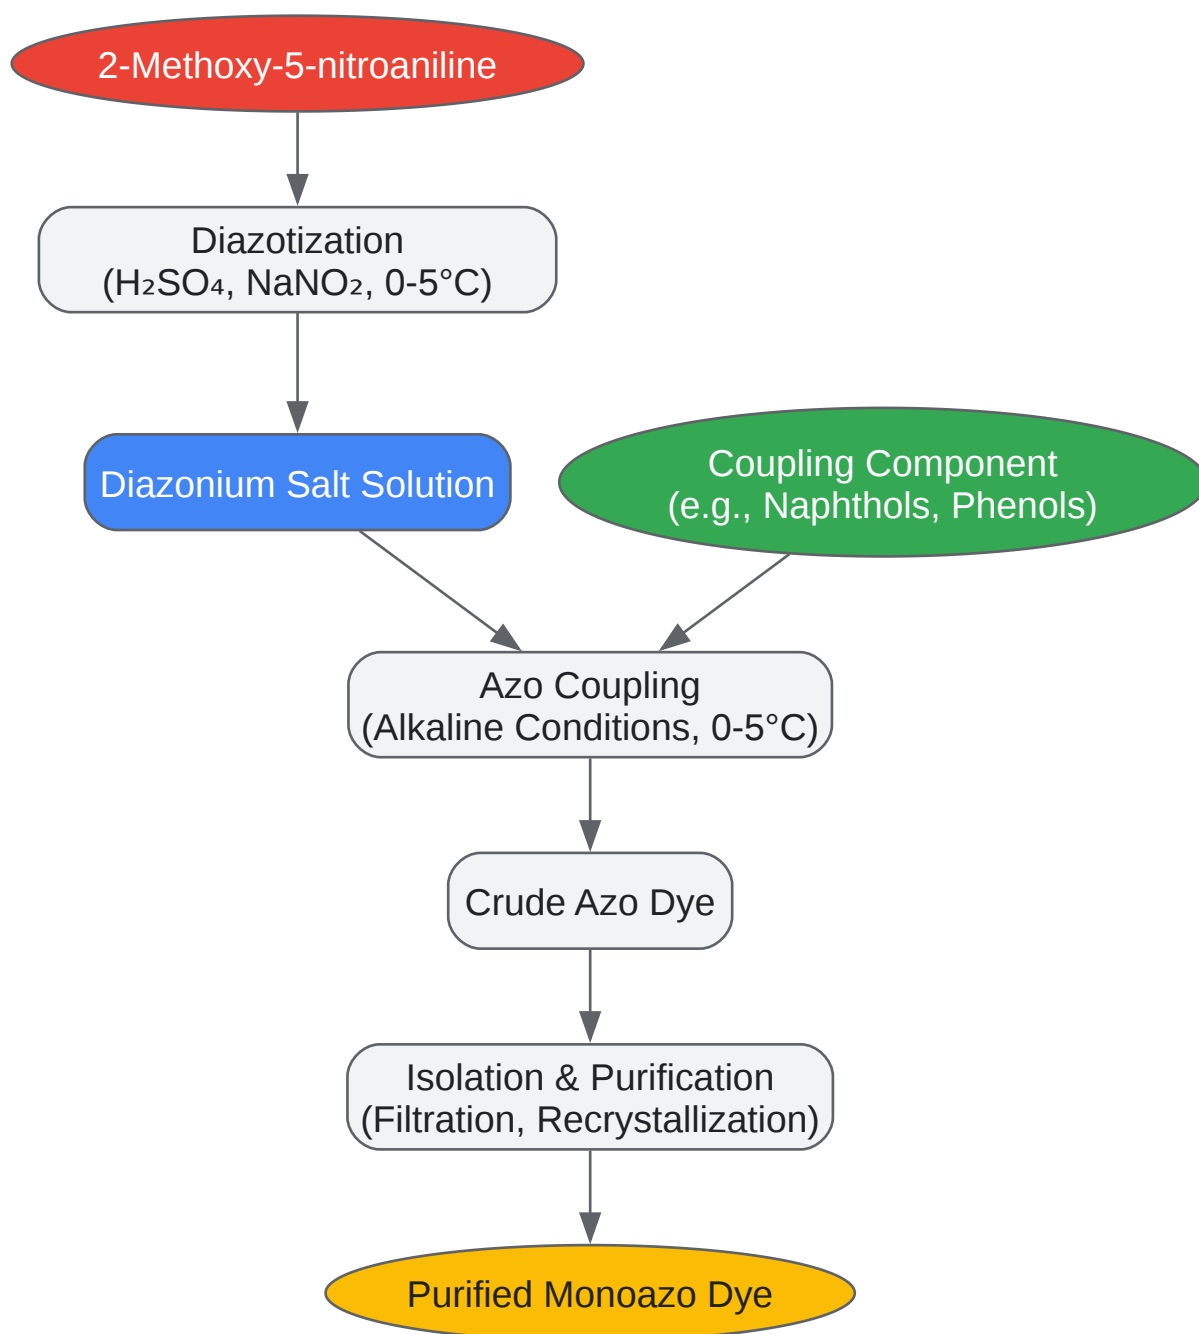 2-Methoxy-5-nitroaniline
Diazotization
(H₂SO₄, NaNO₂, 0-5°C)
Diazonium Salt Solution
Coupling Component
(e.g., Naphthols, Phenols)
Azo Coupling
(Alkaline Conditions, 0-5°C)
Crude Azo Dye
Isolation & Purification
(Filtration, Recrystallization)
Purified Monoazo Dye